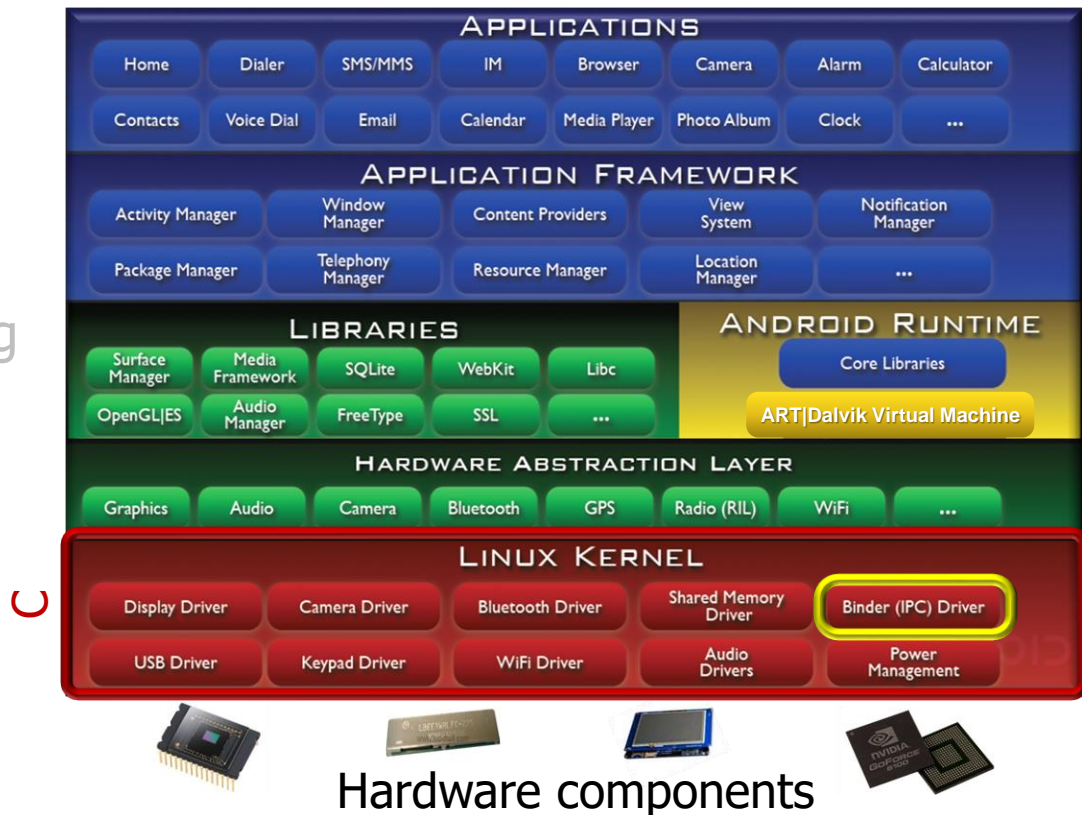 APPLICATIONS
Home Dialer SMS/MMS IM Browser Camera Alarm Calculator
Contacts Voice Dial Email Calendar Media Player Photo Album Clock ...
APPLICATION FRAMEWORK
Activity Manager
Window
Manager
Content Providers
View
System
Notification
Manager
Package Manager
Telephony
Manager
Resource Manager
Location
Manager
...
g
LIBRARIES
Surface
Manager
Media
Framework
SQLite
WebKit
Libc
OpenGL|ES
Audio
Manager
FreeType
SSL
...
ANDROID RUNTIME
Core Libraries
ART|Dalvik Virtual Machine
HARDWARE ABSTRACTION LAYER
Graphics Audio Camera Bluetooth GPS Radio (RIL) WiFi ...
C
LINUX KERNEL
Display Driver
Camera Driver
Bluetooth Driver
Shared Memory
Driver
Binder (IPC) Driver
USB Driver
Keypad Driver
WiFi Driver
Audio
Drivers
Power
Management
NVIDIA
GOFORCE
Hardware components